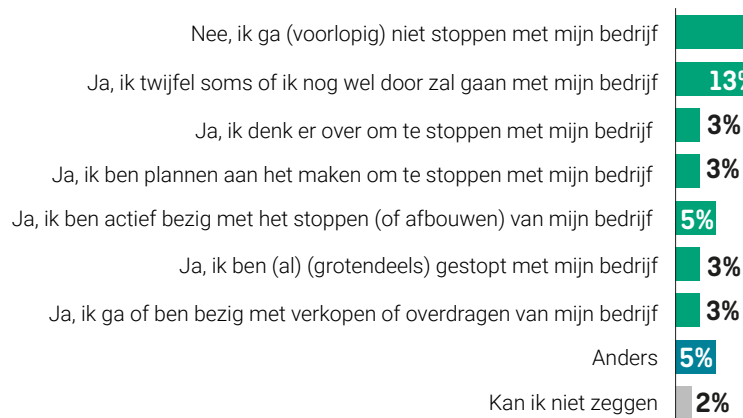 Nee, ik ga (voorlopig) niet stoppen met mijn bedrijf
Ja, ik twijfel soms of ik nog wel door zal gaan met mijn bedrijf 13%
Ja, ik denk er over om te stoppen met mijn bedrijf 3%
Ja, ik ben plannen aan het maken om te stoppen met mijn bedrijf 3%
Ja, ik ben actief bezig met het stoppen (of afbouwen) van mijn bedrijf 5%
Ja, ik ben (al) (grotendeels) gestopt met mijn bedrijf 3%
Ja, ik ga of ben bezig met verkopen of overdragen van mijn bedrijf 3%
Anders 5%
Kan ik niet zeggen 2%